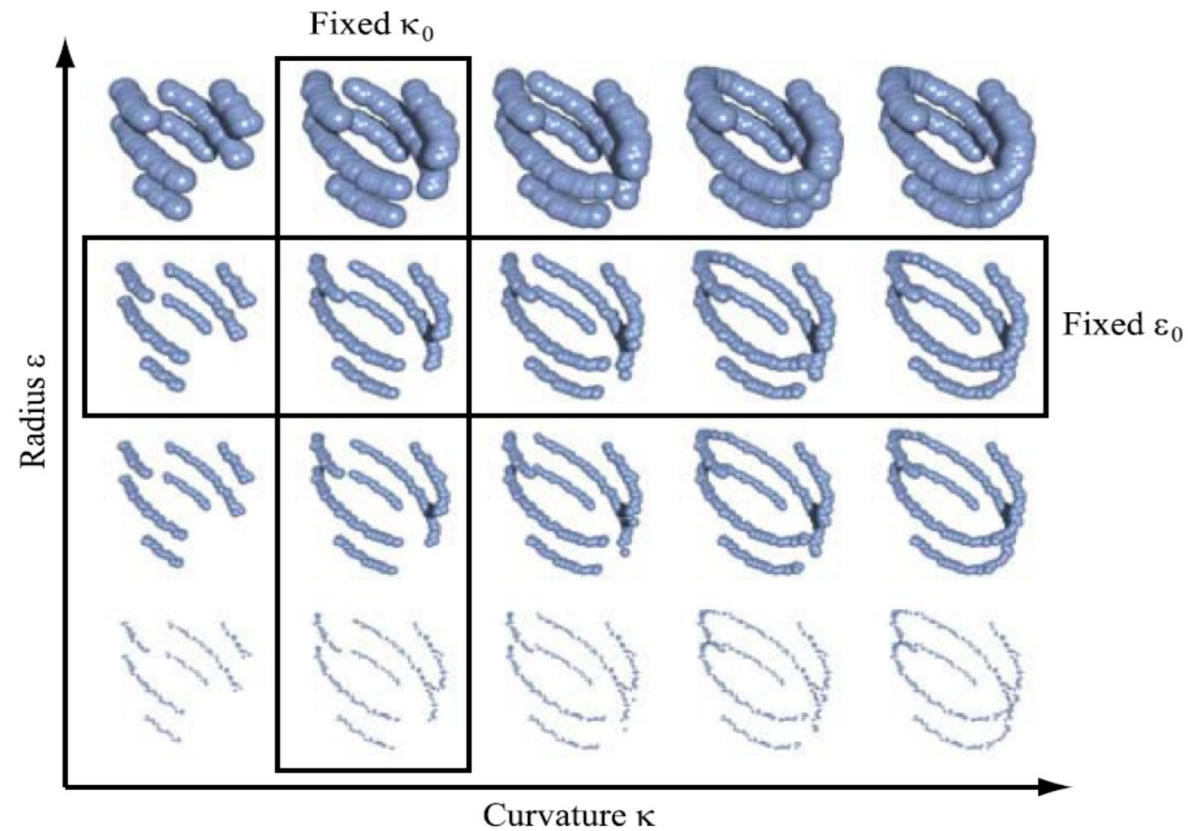 Fixed κ₀
Fixed ε₀
Radius ε
Curvature κ